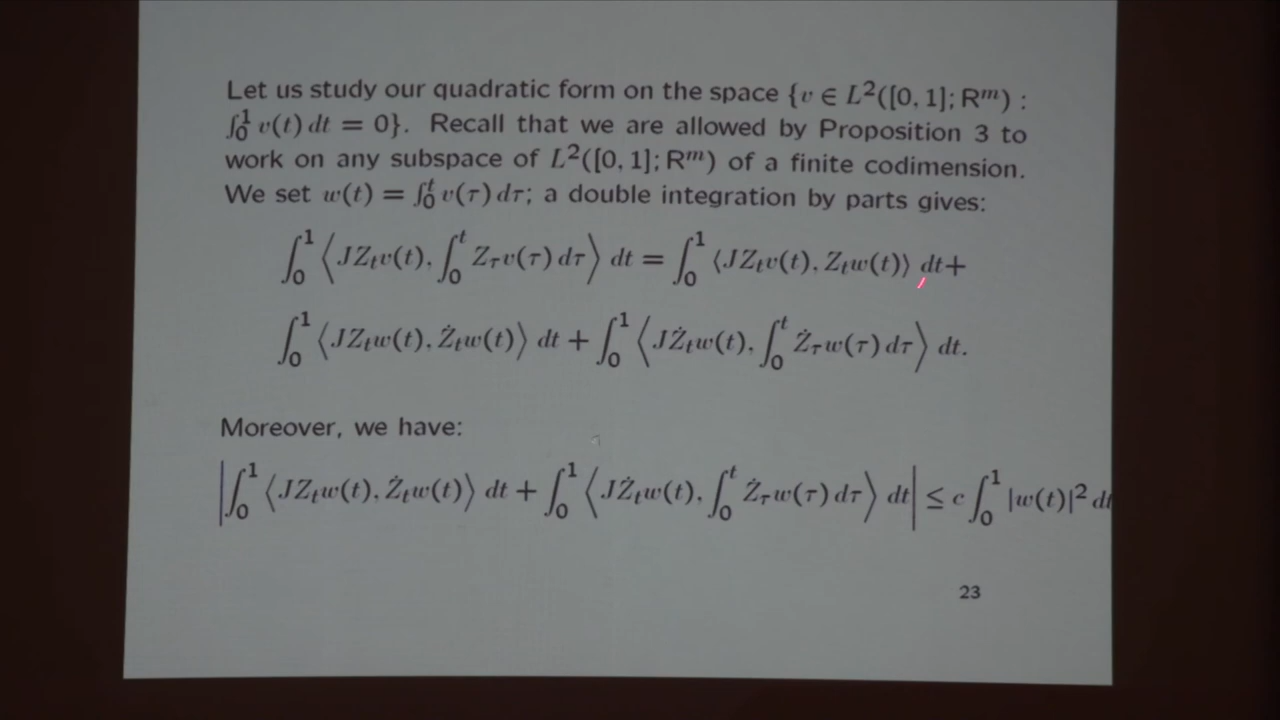 Let us study our quadratic form on the space {v ∈ L²([0, 1]; Rᵐ) :
∫₀¹ v(t) dt = 0}. Recall that we are allowed by Proposition 3 to
work on any subspace of L²([0, 1]; Rᵐ) of a finite codimension.
We set w(t) = ∫₀ᵗ v(τ) dτ; a double integration by parts gives:
∫₀¹ ⟨JZₜv(t), ∫₀ᵗ Z_τ v(τ) dτ⟩ dt = ∫₀¹ ⟨JZₜv(t), Zₜw(t)⟩ dt+
∫₀¹ ⟨JZₜw(t), Żₜw(t)⟩ dt + ∫₀¹ ⟨JŻₜw(t), ∫₀ᵗ Ż_τ w(τ) dτ⟩ dt.
Moreover, we have:
|∫₀¹ ⟨JZₜw(t), Żₜw(t)⟩ dt + ∫₀¹ ⟨JŻₜw(t), ∫₀ᵗ Ż_τ w(τ) dτ⟩ dt| ≤ c ∫₀¹ |w(t)|² dt
23